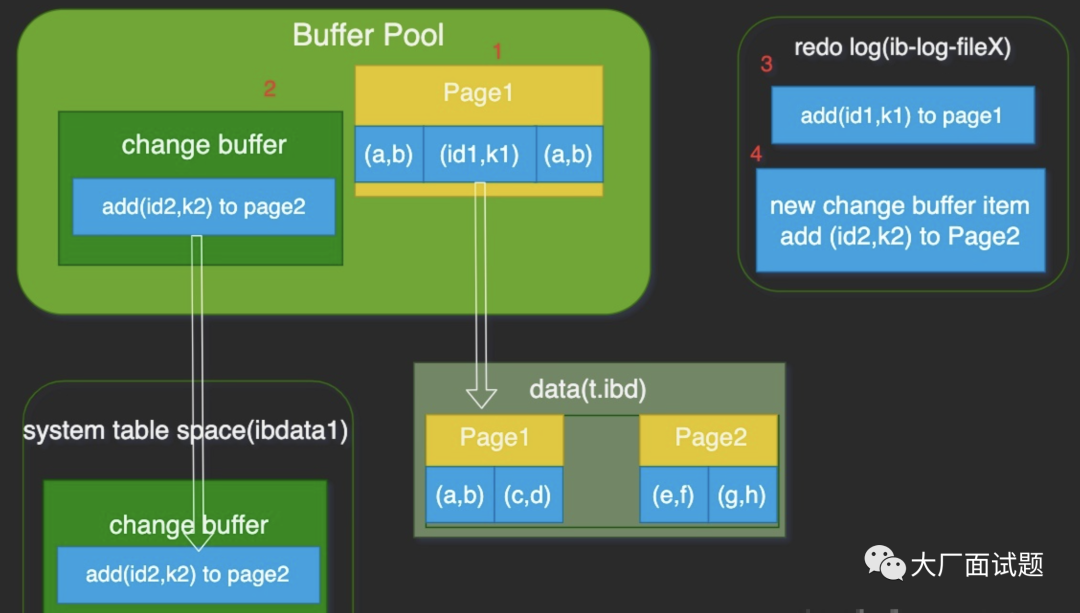 Buffer Pool
1
Page1
(a,b)
(id1,k1)
(a,b)
2
change buffer
add(id2,k2) to page2
redo log(ib-log-fileX)
3
add(id1,k1) to page1
4
new change buffer item
add (id2,k2) to Page2
system table space(ibdata1)
change buffer
add(id2,k2) to page2
data(t.ibd)
Page1
(a,b)
(c,d)
Page2
(e,f)
(g,h)
大厂面试题